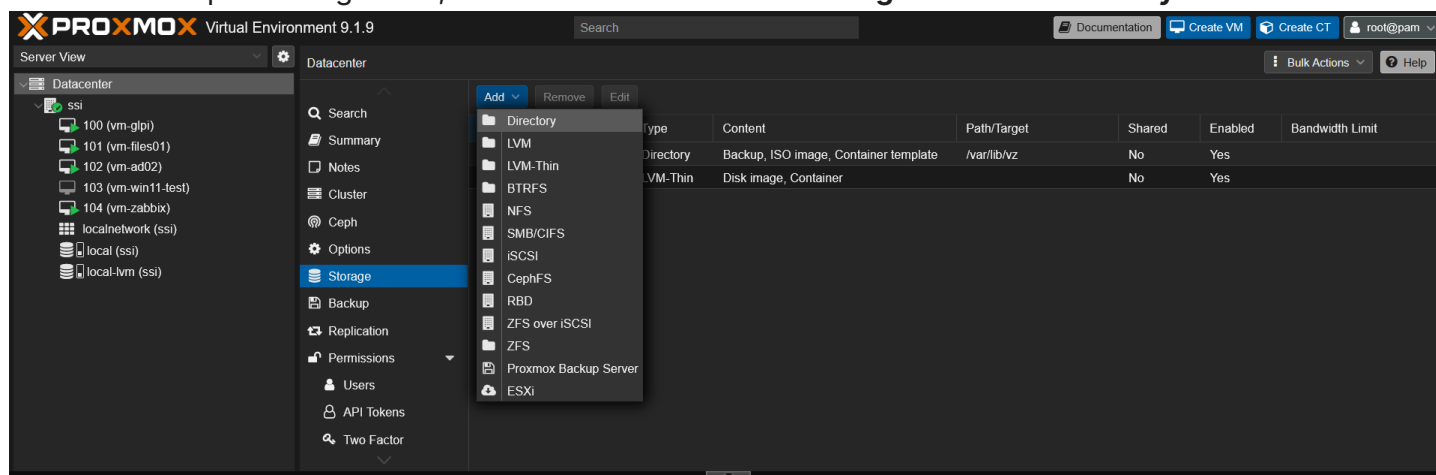 PROXMOX Virtual Environment 9.1.9
Search
Documentation
Create VM
Create CT
root@pam
Server View
Datacenter
ssi
100 (vm-glpi)
101 (vm-files01)
102 (vm-ad02)
103 (vm-win11-test)
104 (vm-zabbix)
localnetwork (ssi)
local (ssi)
local-lvm (ssi)
Datacenter
Bulk Actions
Help
Search
Summary
Notes
Cluster
Ceph
Options
Storage
Backup
Replication
Permissions
Users
API Tokens
Two Factor
Add Remove Edit
Directory
LVM
LVM-Thin
BTRFS
NFS
SMB/CIFS
iSCSI
CephFS
RBD
ZFS over iSCSI
ZFS
Proxmox Backup Server
ESXi
Type Content Path/Target Shared Enabled Bandwidth Limit
Directory Backup, ISO image, Container template /var/lib/vz No Yes
LVM-Thin Disk image, Container No Yes